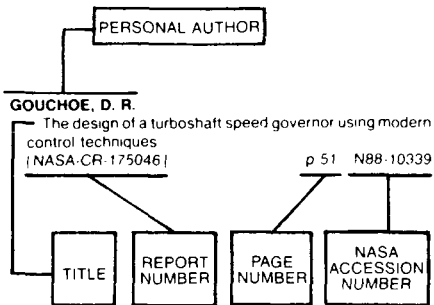 PERSONAL AUTHOR
GOUCHOE, D. R.
The design of a turboshaft speed governor using modern
control techniques
[NASA-CR-175046] p 51 N88-10339
TITLE
REPORT
NUMBER
PAGE
NUMBER
NASA
ACCESSION
NUMBER